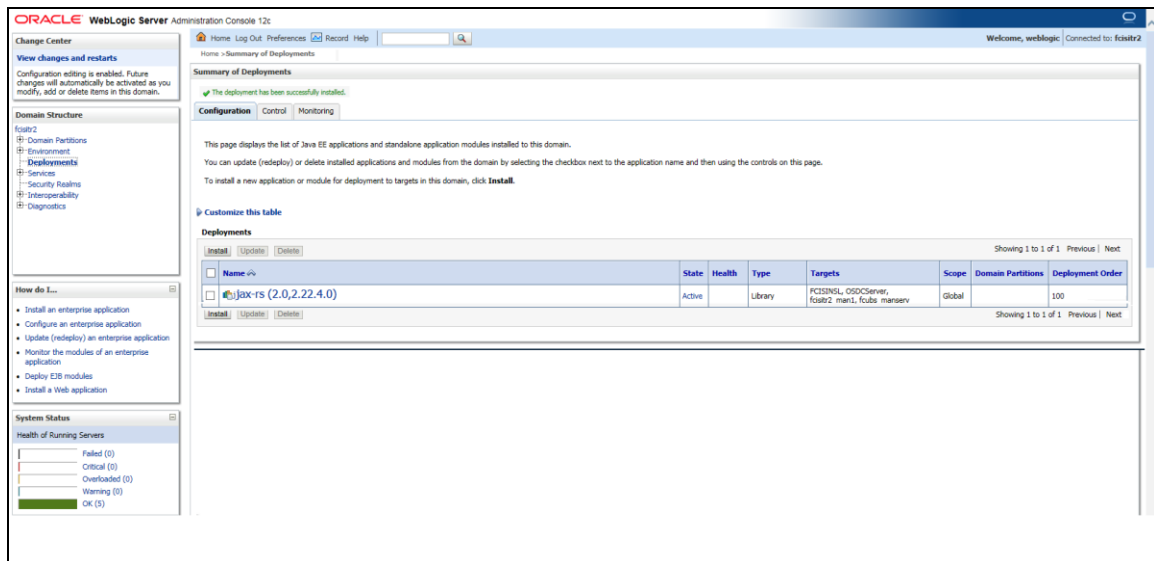 ORACLE WebLogic Server Administration Console 12c
Change Center
View changes and restarts
Configuration editing is enabled. Future
changes will automatically be activated as you
modify, add or delete items in this domain.
Domain Structure
fcisitr2
Domain Partitions
Environment
Deployments
Services
Security Realms
Interoperability
Diagnostics
How do I...
Install an enterprise application
Configure an enterprise application
Update (redeploy) an enterprise application
Monitor the modules of an enterprise
application
Deploy EJB modules
Install a Web application
System Status
Health of Running Servers
Failed (0)
Critical (0)
Overloaded (0)
Warning (0)
OK (5)
Home Log Out Preferences Record Help
Welcome, weblogic Connected to: fcisitr2
Home >Summary of Deployments
Summary of Deployments
The deployment has been successfully installed.
Configuration Control Monitoring
This page displays the list of Java EE applications and standalone application modules installed to this domain.
You can update (redeploy) or delete installed applications and modules from the domain by selecting the checkbox next to the application name and then using the controls on this page.
To install a new application or module for deployment to targets in this domain, click Install.
Customize this table
Deployments
Install Update Delete Showing 1 to 1 of 1 Previous | Next
Name State Health Type Targets Scope Domain Partitions Deployment Order
jax-rs (2.0,2.22.4.0) Active Library FCISINSL, OSDCServer, Global 100
fcisitr2_man1, fcubs_manserv
Install Update Delete Showing 1 to 1 of 1 Previous | Next